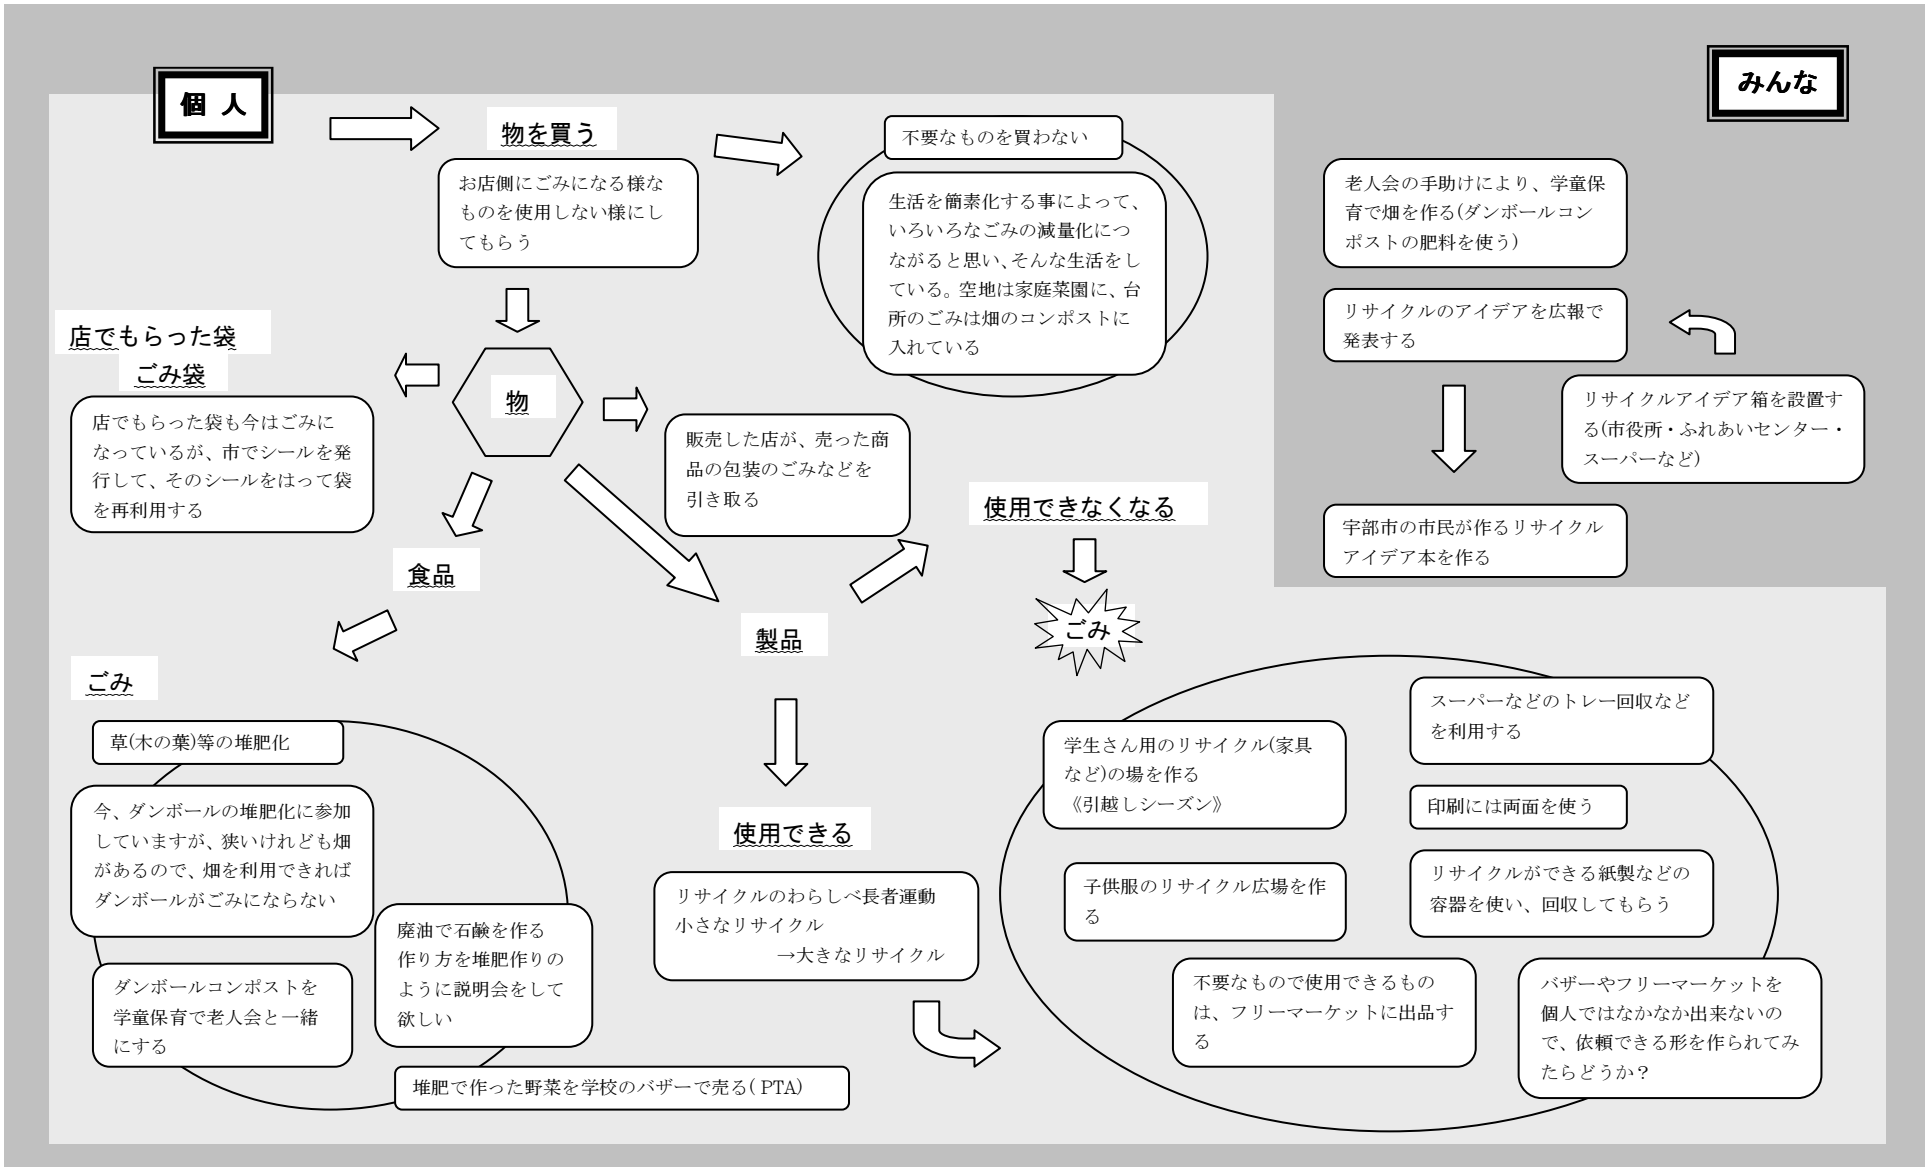 個 人
みんな
物を買う
お店側にごみになる様な
ものを使用しない様にし
てもらう
不要なものを買わない
生活を簡素化する事によって、
いろいろなごみの減量化につ
ながると思い、そんな生活をし
ている。空地は家庭菜園に、台
所のごみは畑のコンポストに
入れている
老人会の手助けにより、学童保
育で畑を作る(ダンボールコン
ポストの肥料を使う)
リサイクルのアイデアを広報で
発表する
リサイクルアイデア箱を設置す
る(市役所・ふれあいセンター・
スーパーなど)
宇部市の市民が作るリサイクル
アイデア本を作る
店でもらった袋
ごみ袋
店でもらった袋も今はごみに
なっているが、市でシールを発
行して、そのシールをはって袋
を再利用する
物
販売した店が、売った商
品の包装のごみなどを
引き取る
使用できなくなる
ごみ
食品
製品
ごみ
草(木の葉)等の堆肥化
今、ダンボールの堆肥化に参加
していますが、狭いけれども畑
があるので、畑を利用できれば
ダンボールがごみにならない
廃油で石鹸を作る
作り方を堆肥作りの
ように説明会をして
欲しい
ダンボールコンポストを
学童保育で老人会と一緒
にする
堆肥で作った野菜を学校のバザーで売る( PTA)
使用できる
リサイクルのわらしべ長者運動
小さなリサイクル
→大きなリサイクル
学生さん用のリサイクル(家具
など)の場を作る
《引越しシーズン》
スーパーなどのトレー回収など
を利用する
印刷には両面を使う
子供服のリサイクル広場を作
る
リサイクルができる紙製などの
容器を使い、回収してもらう
不要なもので使用できるもの
は、フリーマーケットに出品す
る
バザーやフリーマーケットを
個人ではなかなか出来ないの
で、依頼できる形を作られてみ
たらどうか？